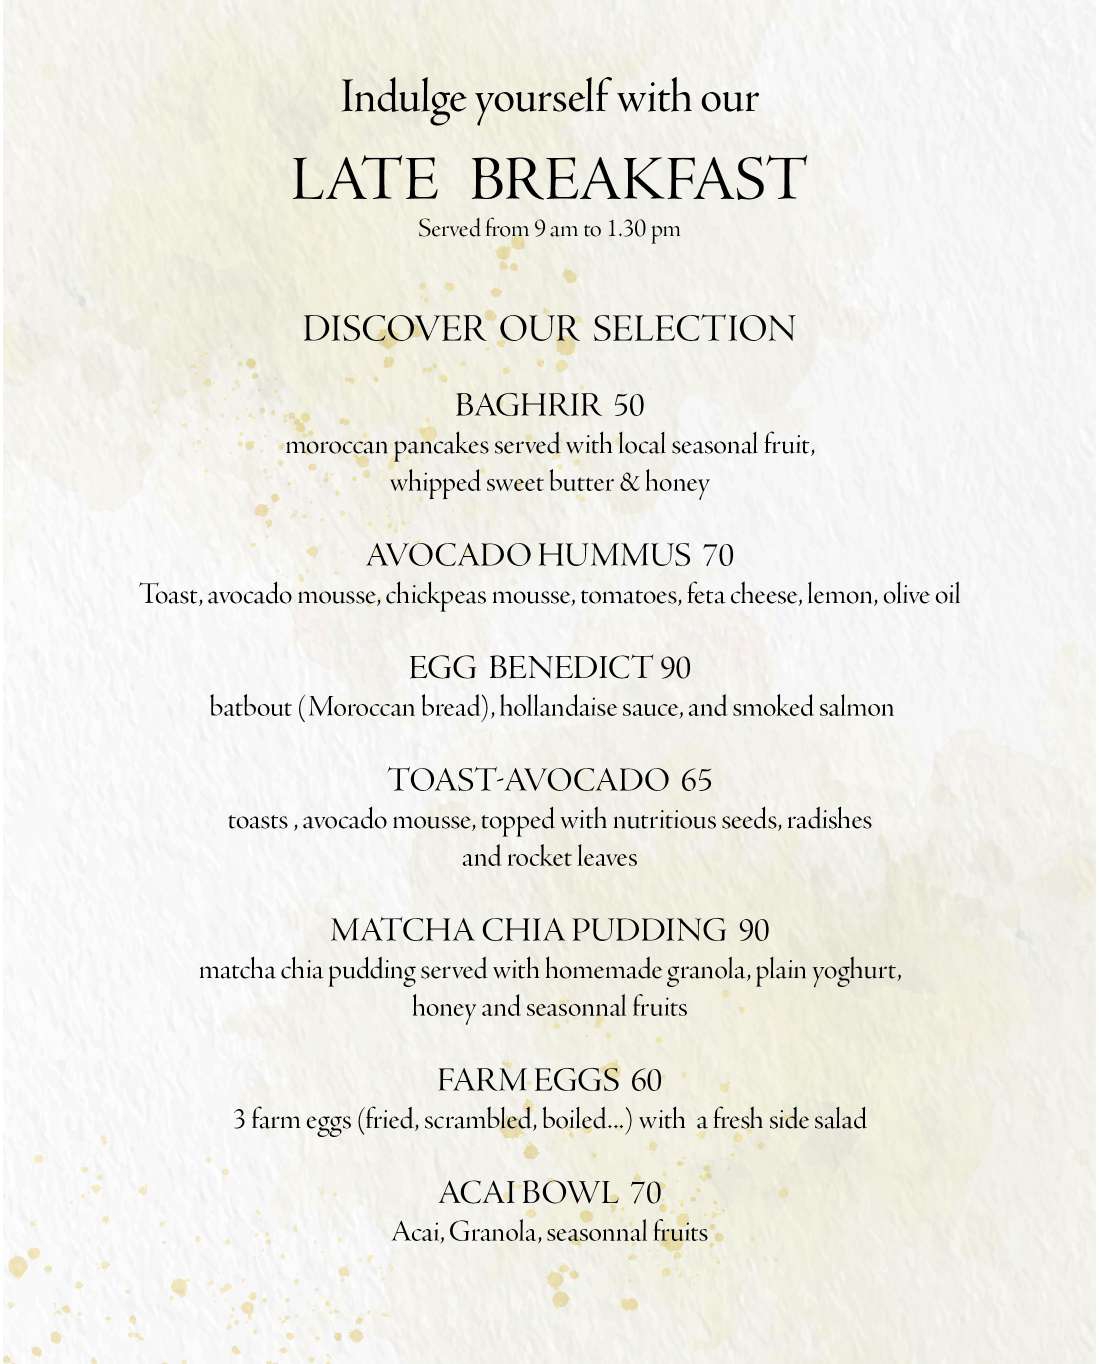 Indulge yourself with our
LATE BREAKFAST
Served from 9 am to 1.30 pm
DISCOVER OUR SELECTION
BAGHRIR 50
moroccan pancakes served with local seasonal fruit,
whipped sweet butter & honey
AVOCADO HUMMUS 70
Toast, avocado mousse, chickpeas mousse, tomatoes, feta cheese, lemon, olive oil
EGG BENEDICT 90
batbout (Moroccan bread), hollandaise sauce, and smoked salmon
TOAST-AVOCADO 65
toasts , avocado mousse, topped with nutritious seeds, radishes
and rocket leaves
MATCHA CHIA PUDDING 90
matcha chia pudding served with homemade granola, plain yoghurt,
honey and seasonnal fruits
FARM EGGS 60
3 farm eggs (fried, scrambled, boiled...) with a fresh side salad
ACAI BOWL 70
Acai, Granola, seasonnal fruits